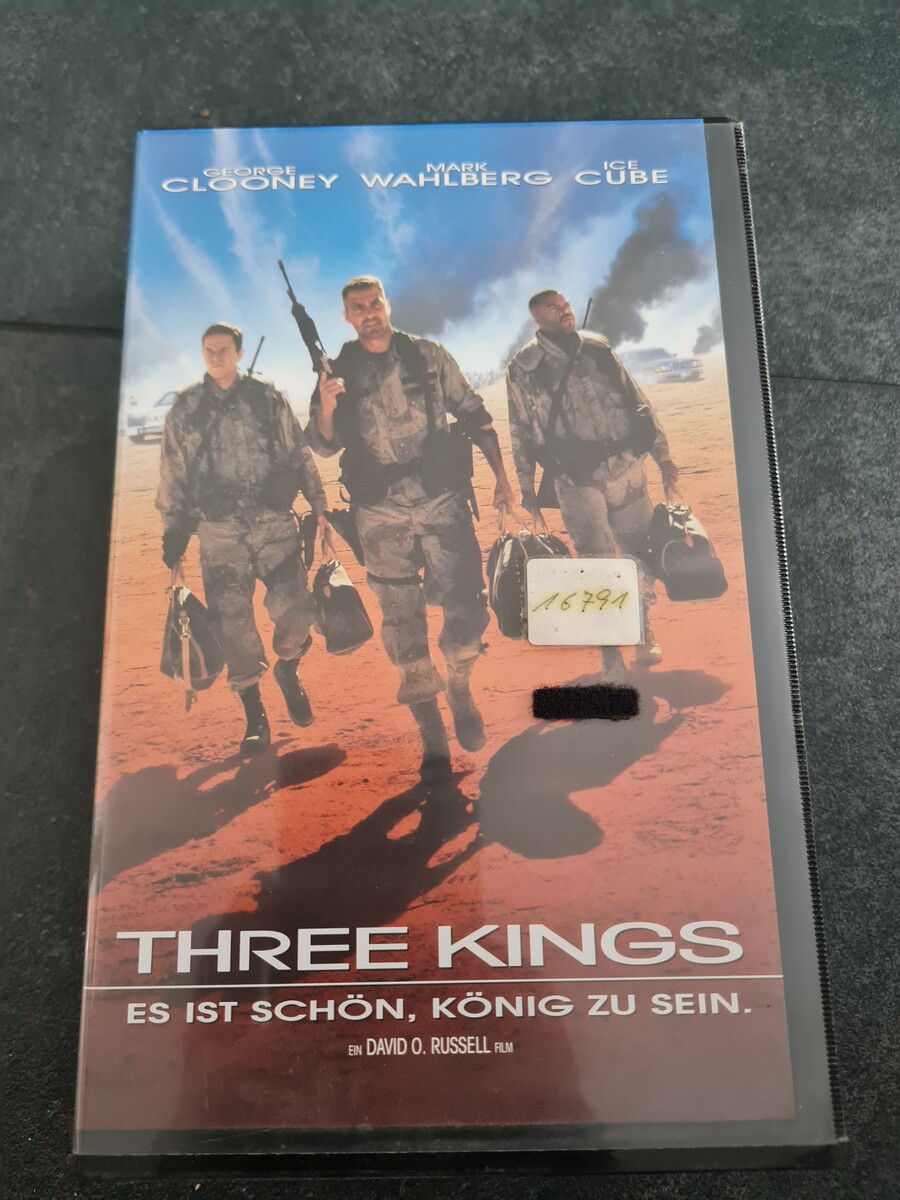 GEORGE CLOONEY MARK WAHLBERG ICE CUBE
16791
THREE KINGS
ES IST SCHÖN, KÖNIG ZU SEIN.
EIN DAVID O. RUSSELL FILM